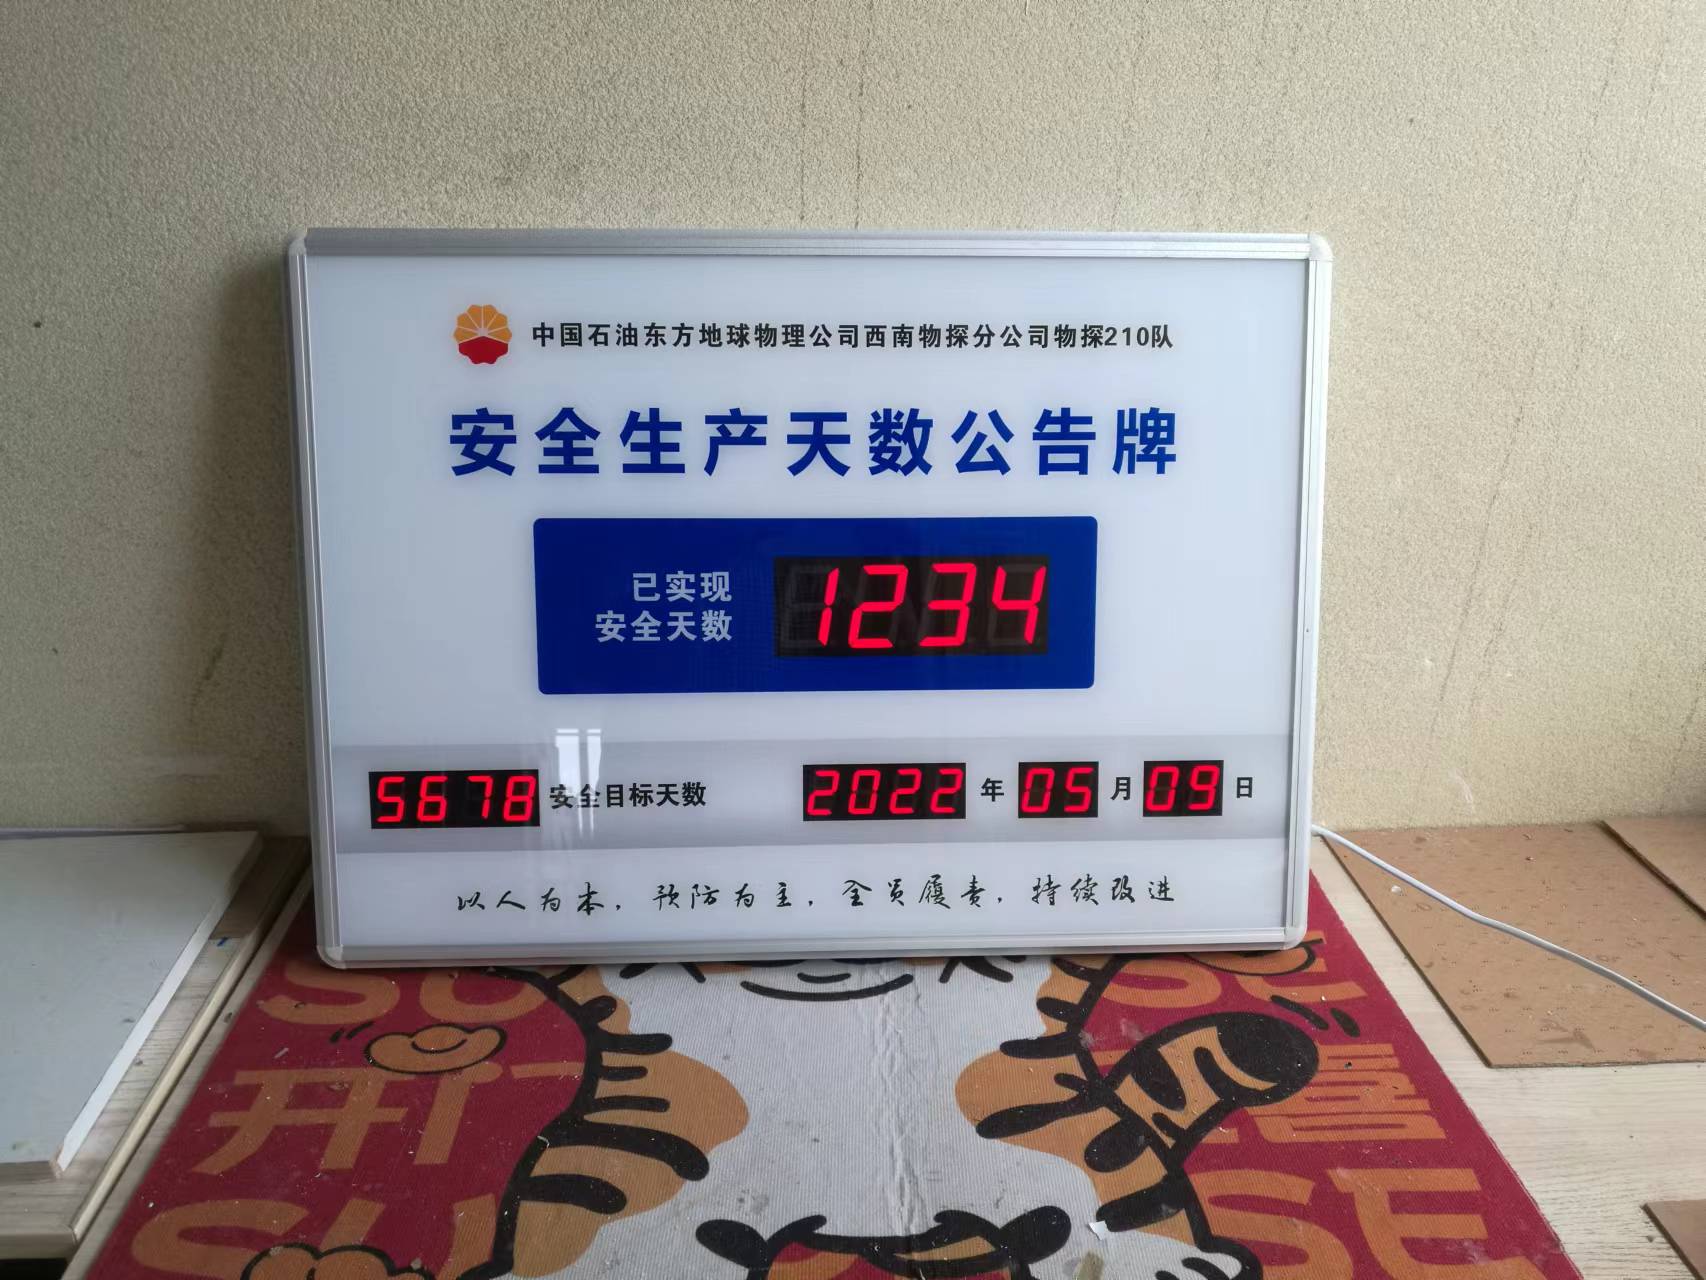 中国石油东方地球物理公司西南物探分公司物探210队
安全生产天数公告牌
已实现
安全天数
1234
5678 安全目标天数 2022 年 05 月 09 日
以人为本，预防为主，全员履责，持续改进
开
SE